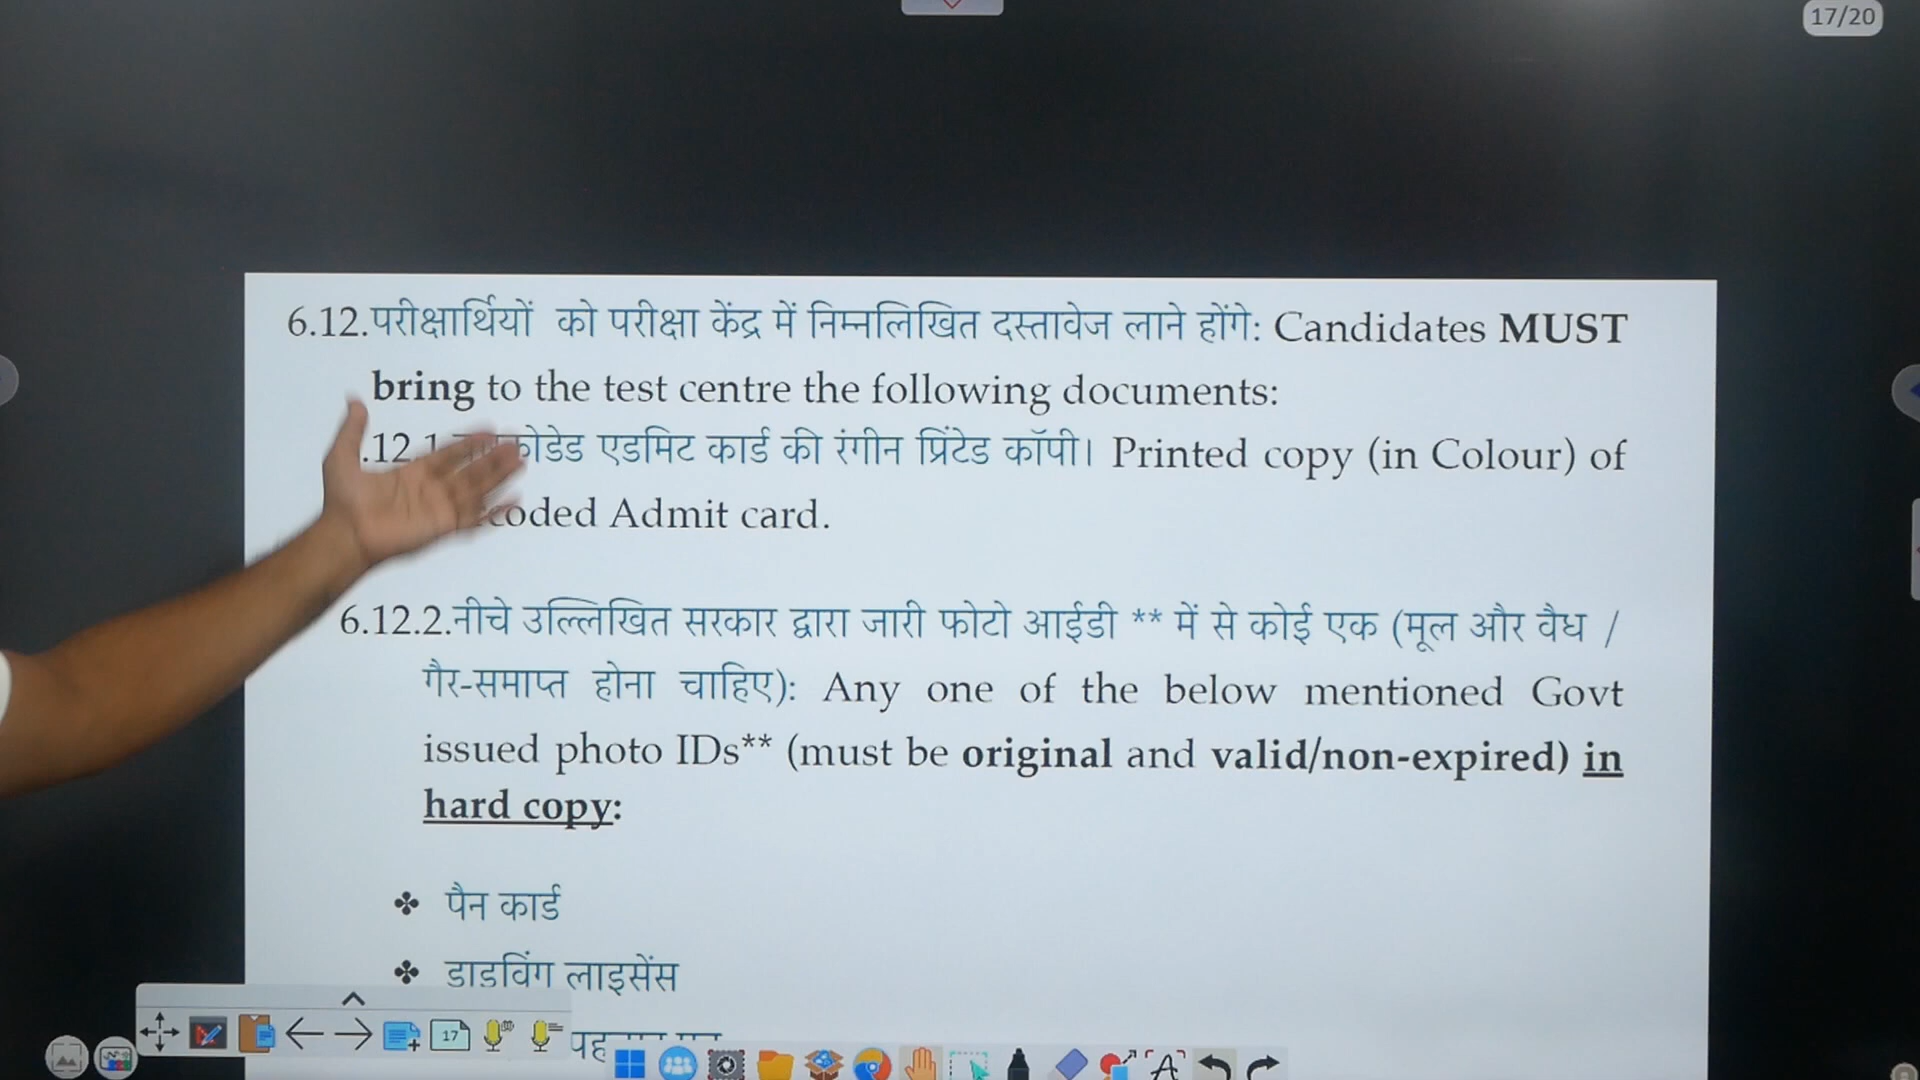 17/20
6.12.परीक्षार्थियों को परीक्षा केंद्र में निम्नलिखित दस्तावेज लाने होंगे: Candidates MUST
bring to the test centre the following documents:
.12.1 कोडेड एडमिट कार्ड की रंगीन प्रिंटेड कॉपी। Printed copy (in Colour) of
coded Admit card.
6.12.2.नीचे उल्लिखित सरकार द्वारा जारी फोटो आईडी ** में से कोई एक (मूल और वैध /
गैर-समाप्त होना चाहिए): Any one of the below mentioned Govt
issued photo IDs** (must be original and valid/non-expired) in
hard copy:
❖ पैन कार्ड
❖ डाइविंग लाइसेंस
17